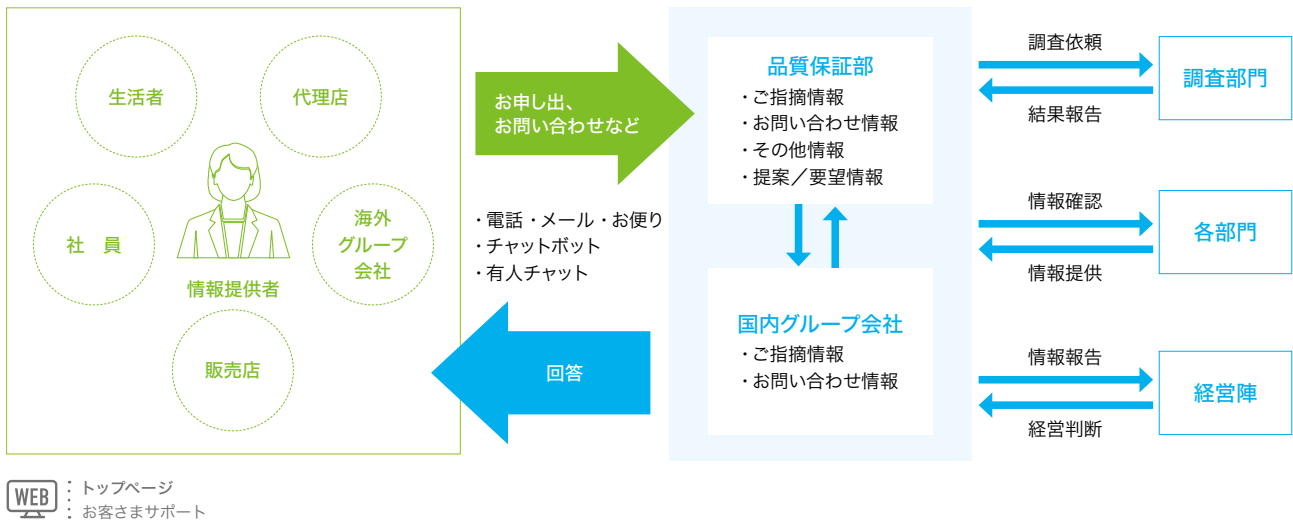 生活者
代理店
社　員
海外
グループ
会社
情報提供者
販売店
お申し出、
お問い合わせなど
・電話・メール・お便り
・チャットボット
・有人チャット
回答
品質保証部
・ご指摘情報
・お問い合わせ情報
・その他情報
・提案／要望情報
国内グループ会社
・ご指摘情報
・お問い合わせ情報
調査依頼
結果報告
調査部門
情報確認
情報提供
各部門
情報報告
経営判断
経営陣
WEB
トップページ
お客さまサポート